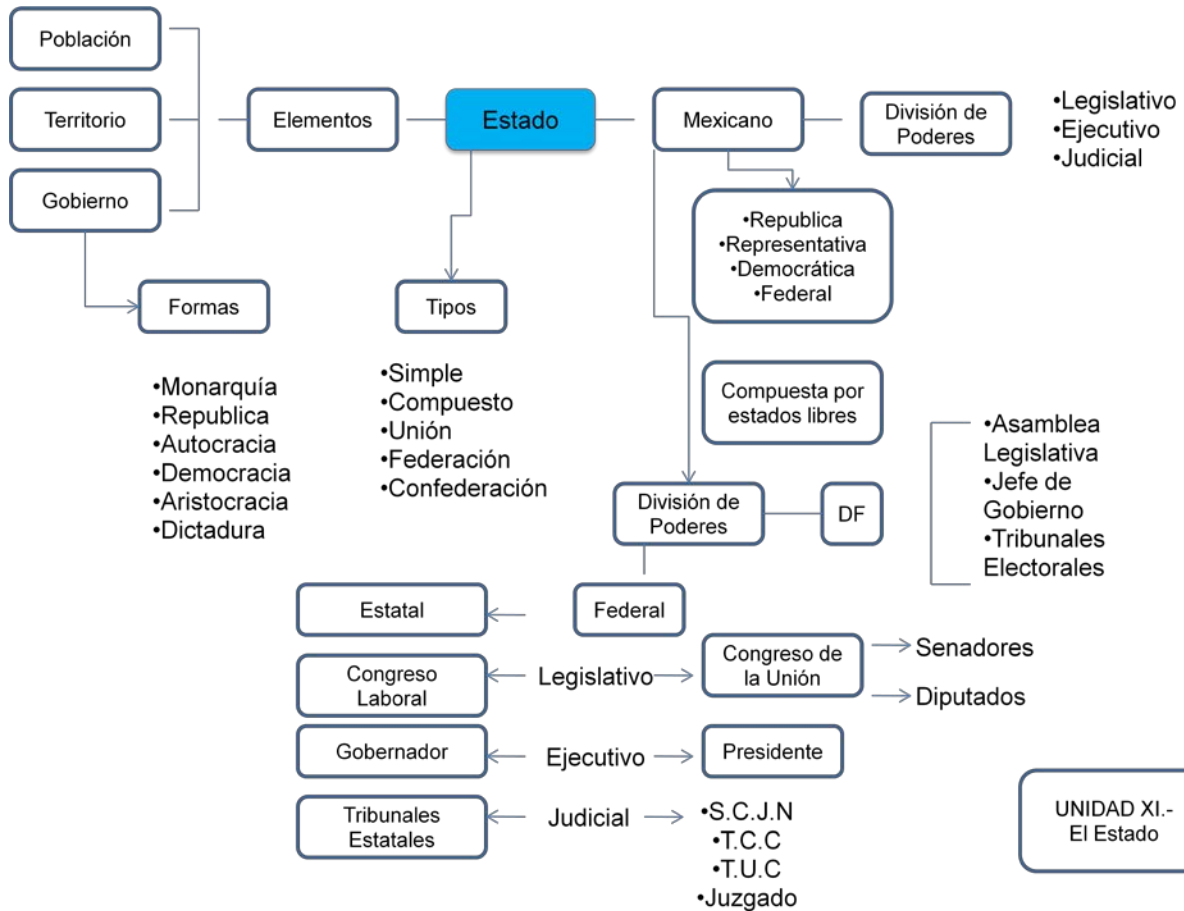 Población
Territorio
Gobierno
Elementos
Estado
Mexicano
División de
Poderes
•Legislativo
•Ejecutivo
•Judicial
•Republica
•Representativa
•Democrática
•Federal
Formas
•Monarquía
•Republica
•Autocracia
•Democracia
•Aristocracia
•Dictadura
Tipos
•Simple
•Compuesto
•Unión
•Federación
•Confederación
Compuesta por
estados libres
División de
Poderes
DF
•Asamblea
Legislativa
•Jefe de
Gobierno
•Tribunales
Electorales
Estatal
Federal
Congreso
Laboral
Legislativo
Congreso de
la Unión
Senadores
Diputados
Gobernador
Ejecutivo
Presidente
Tribunales
Estatales
Judicial
•S.C.J.N
•T.C.C
•T.U.C
•Juzgado
UNIDAD XI.-
El Estado